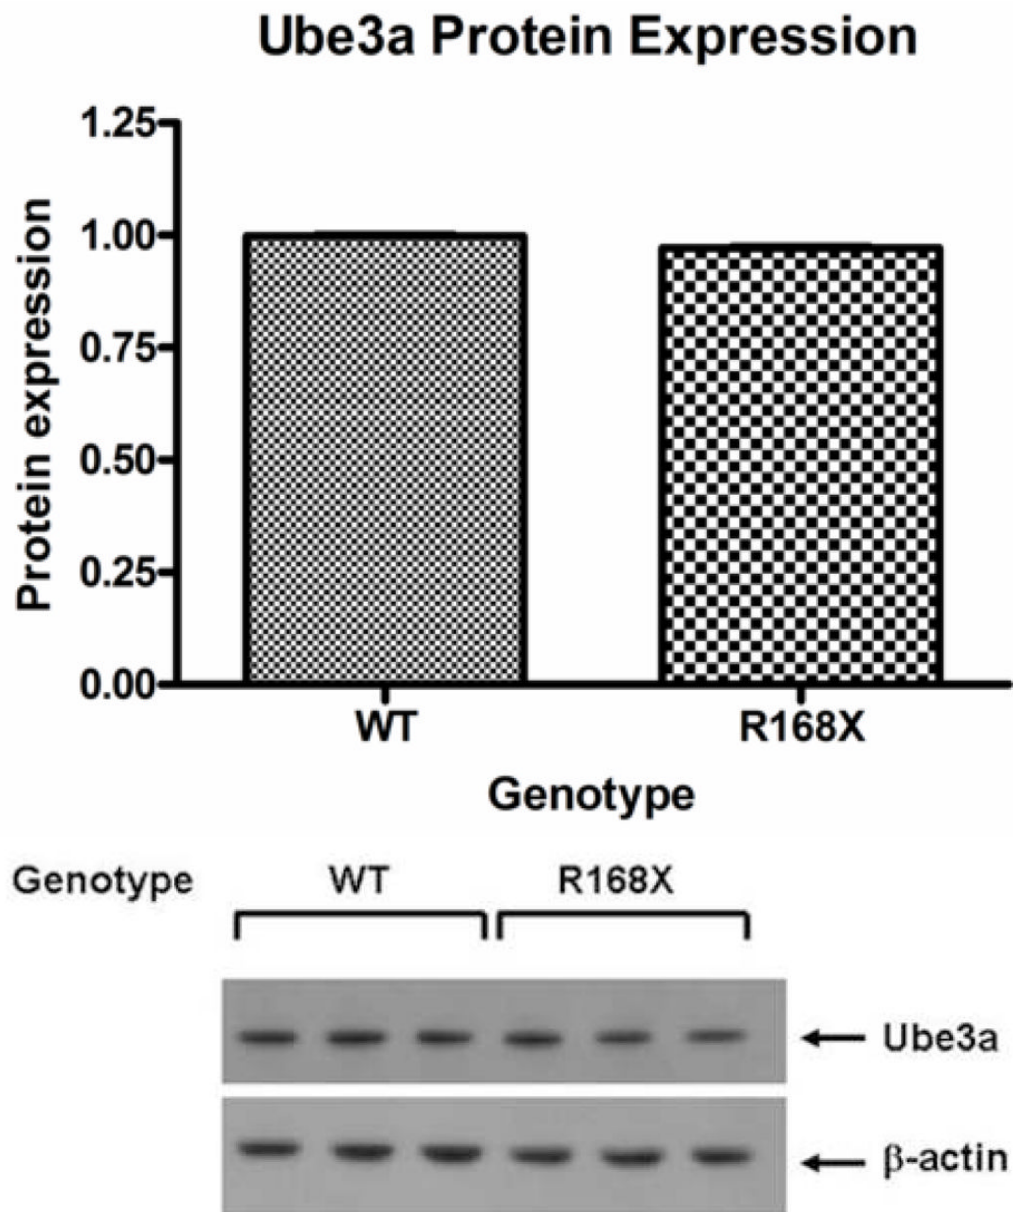 Ube3a Protein Expression
Protein expression
1.25
1.00
0.75
0.50
0.25
0.00
WT
R168X
Genotype
Genotype WT R168X
Ube3a
β-actin